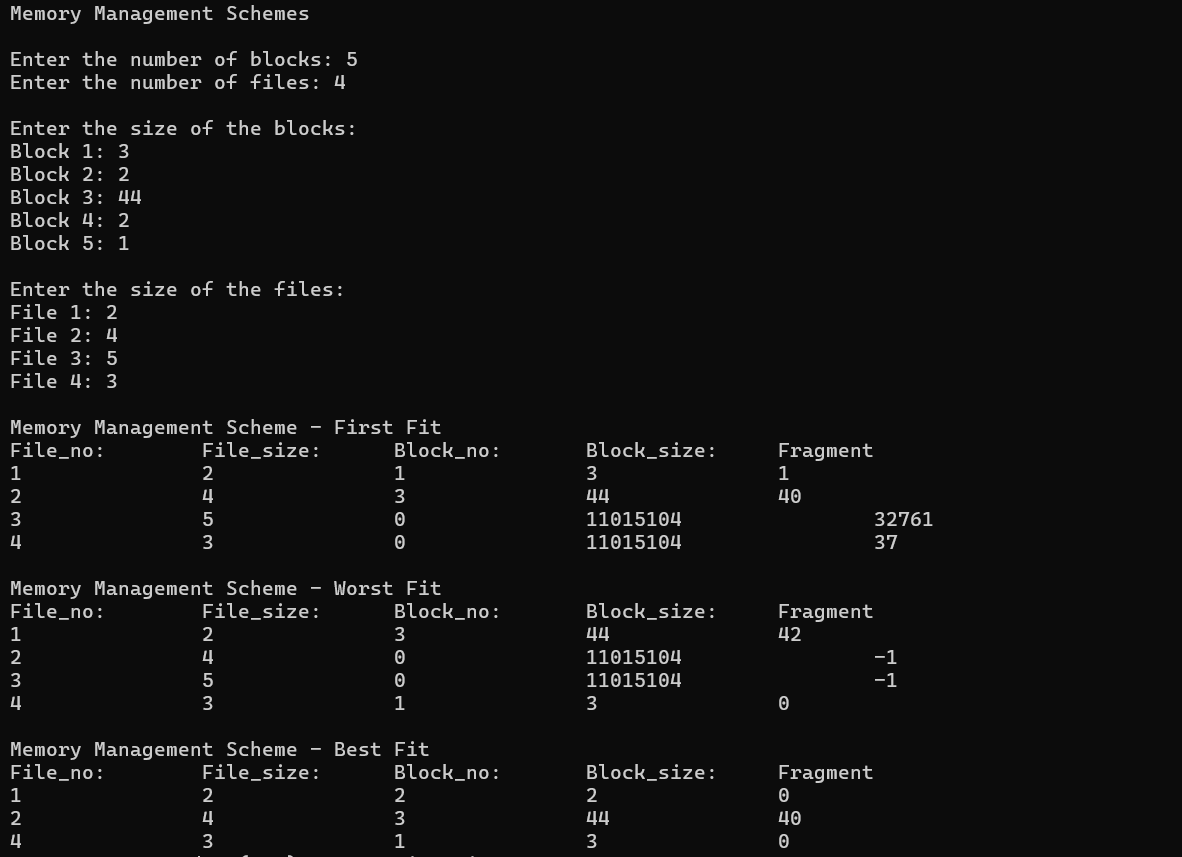 Memory Management Schemes
Enter the number of blocks: 5
Enter the number of files: 4
Enter the size of the blocks:
Block 1: 3
Block 2: 2
Block 3: 44
Block 4: 2
Block 5: 1
Enter the size of the files:
File 1: 2
File 2: 4
File 3: 5
File 4: 3
Memory Management Scheme - First Fit
File_no: File_size: Block_no: Block_size: Fragment
1 2 1 3 1
2 4 3 44 40
3 5 0 11015104 32761
4 3 0 11015104 37
Memory Management Scheme - Worst Fit
File_no: File_size: Block_no: Block_size: Fragment
1 2 3 44 42
2 4 0 11015104 -1
3 5 0 11015104 -1
4 3 1 3 0
Memory Management Scheme - Best Fit
File_no: File_size: Block_no: Block_size: Fragment
1 2 2 2 0
2 4 3 44 40
4 3 1 3 0